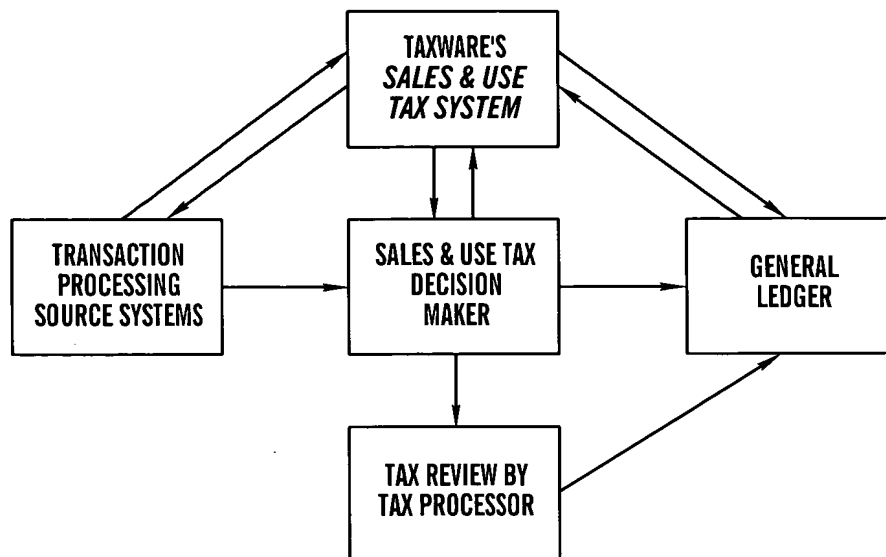 TAXWARE'S
SALES & USE
TAX SYSTEM
TRANSACTION
PROCESSING
SOURCE SYSTEMS
SALES & USE TAX
DECISION
MAKER
GENERAL
LEDGER
TAX REVIEW BY
TAX PROCESSOR